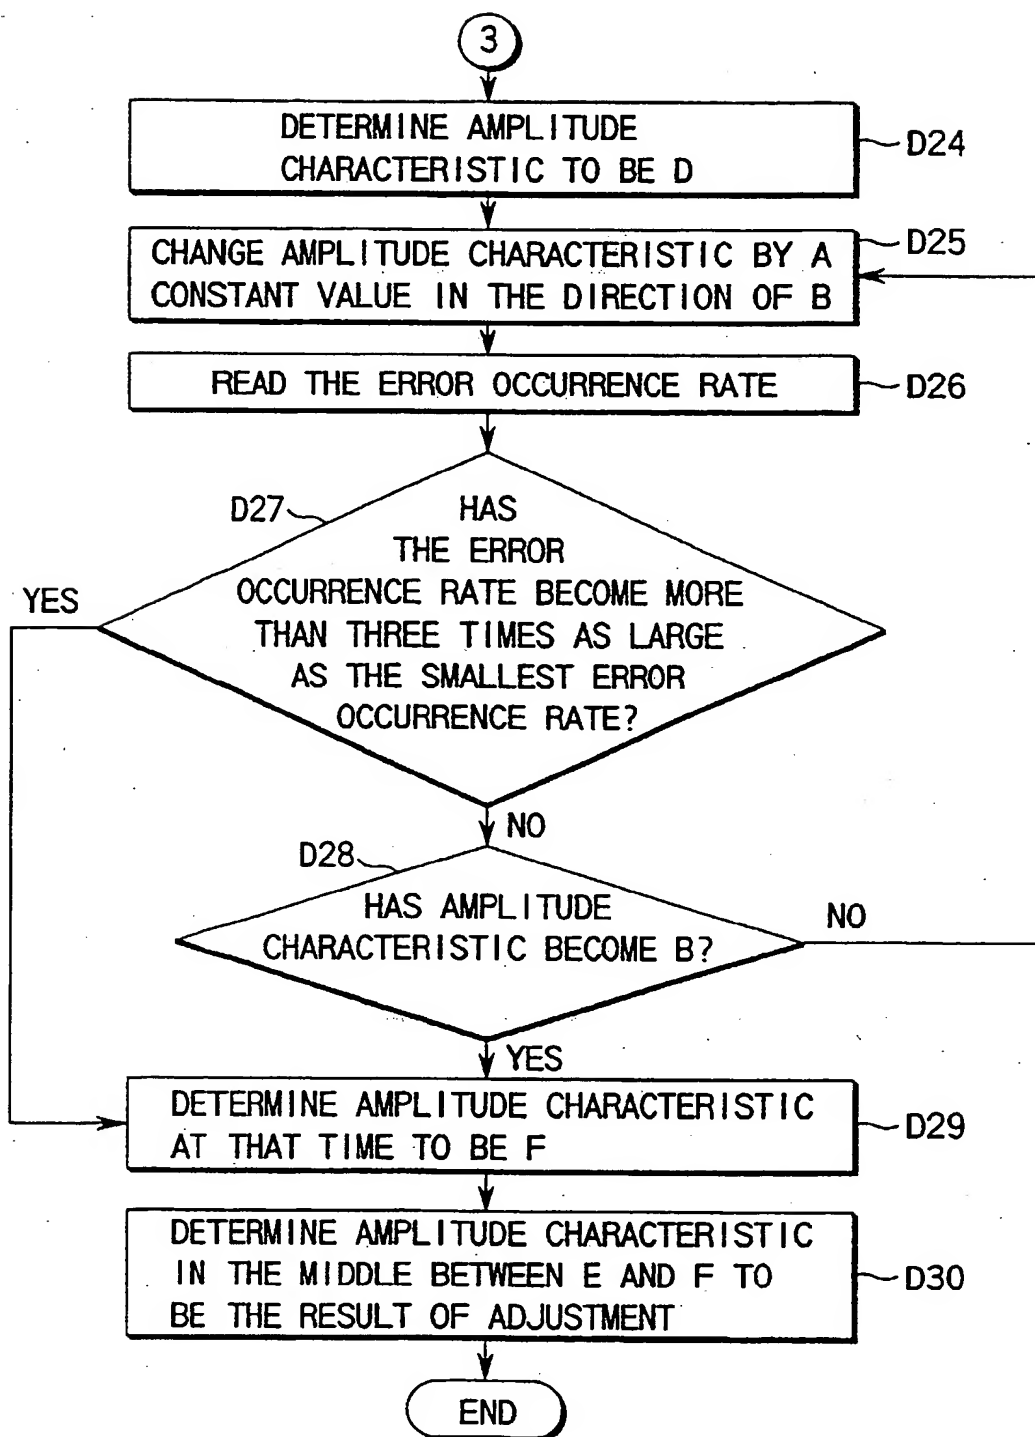 3
DETERMINE AMPLITUDE
CHARACTERISTIC TO BE D
D24
CHANGE AMPLITUDE CHARACTERISTIC BY A
CONSTANT VALUE IN THE DIRECTION OF B
D25
READ THE ERROR OCCURRENCE RATE
D26
D27
HAS
THE ERROR
OCCURRENCE RATE BECOME MORE
THAN THREE TIMES AS LARGE
AS THE SMALLEST ERROR
OCCURRENCE RATE?
YES
NO
D28
HAS AMPLITUDE
CHARACTERISTIC BECOME B?
NO
YES
DETERMINE AMPLITUDE CHARACTERISTIC
AT THAT TIME TO BE F
D29
DETERMINE AMPLITUDE CHARACTERISTIC
IN THE MIDDLE BETWEEN E AND F TO
BE THE RESULT OF ADJUSTMENT
D30
END